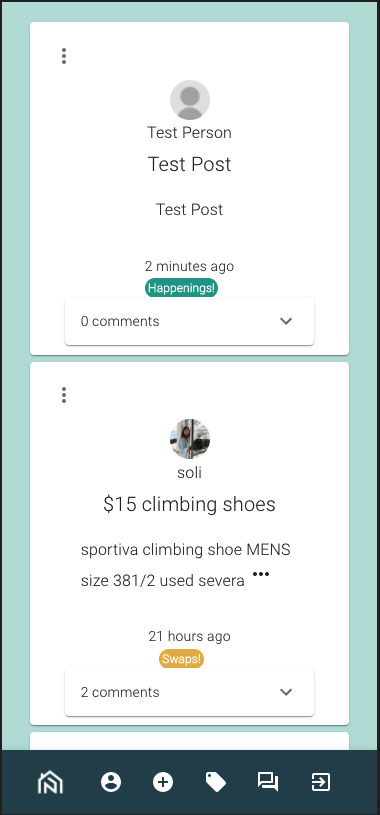 Test Person
Test Post
Test Post
2 minutes ago
Happenings!
0 comments
soli
$15 climbing shoes
sportiva climbing shoe MENS
size 381/2 used severa •••
21 hours ago
Swaps!
2 comments